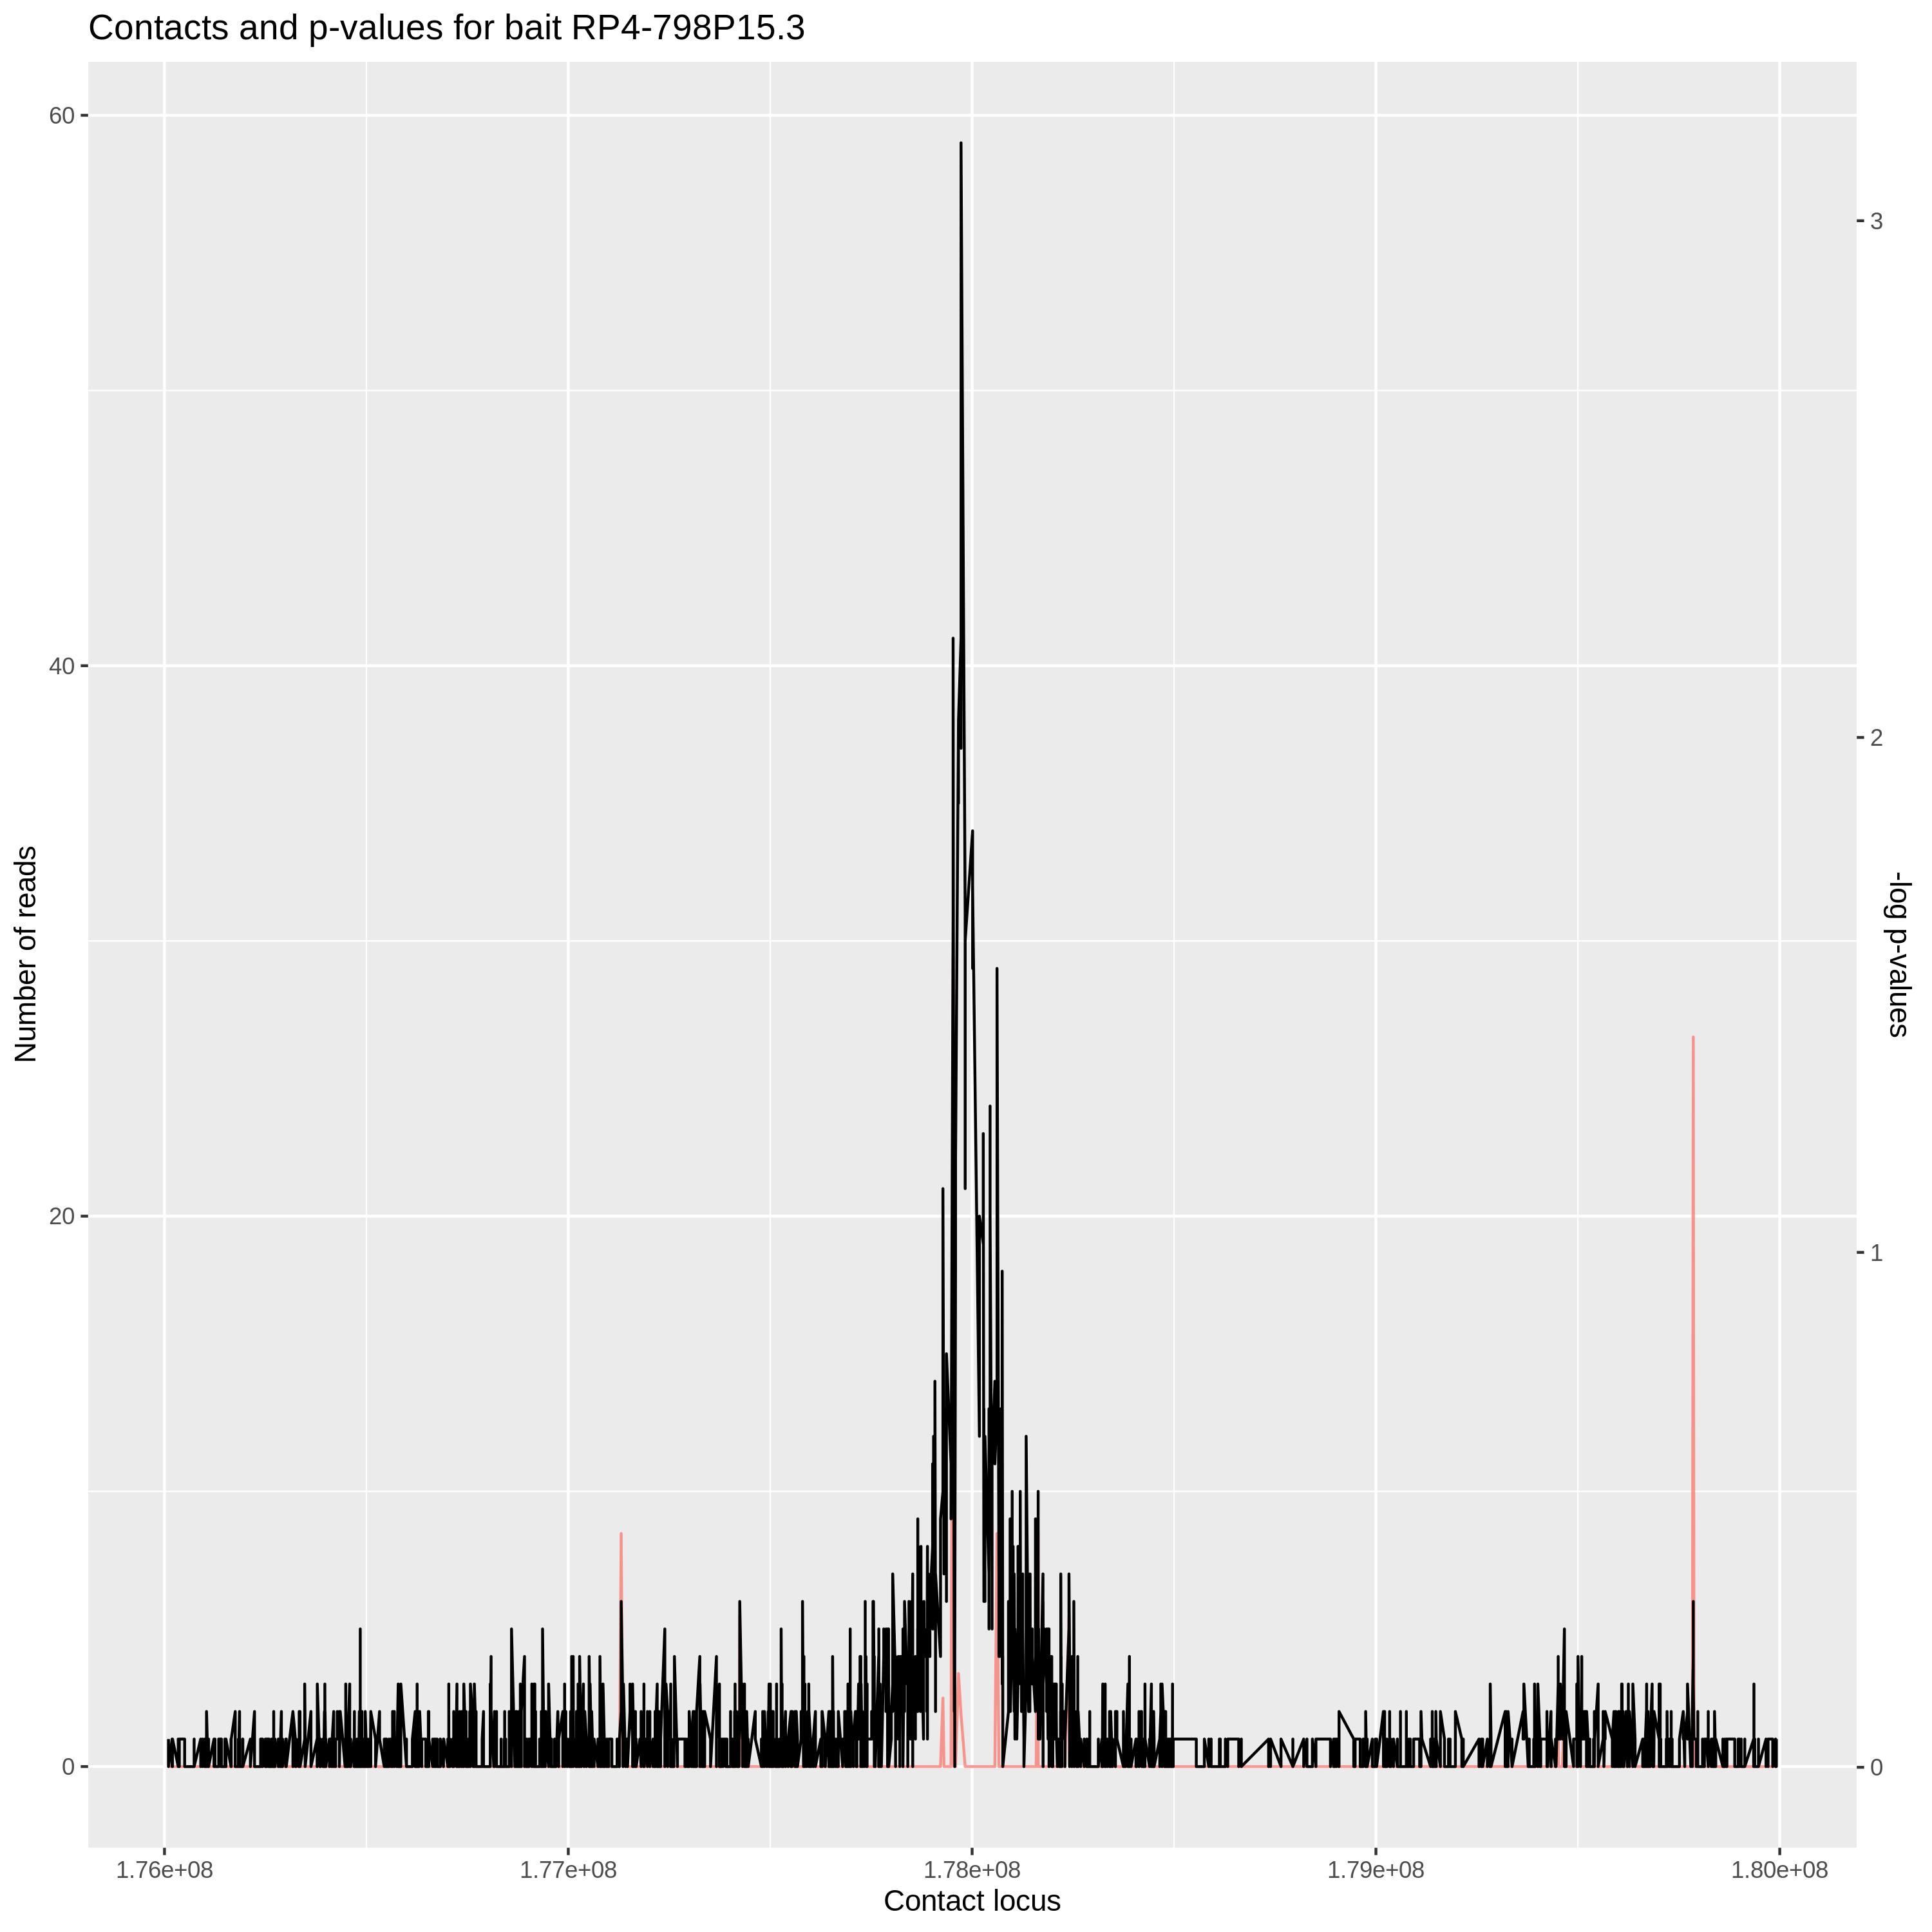 Contacts and p-values for bait RP4-798P15.3
60
40
20
0
3
2
1
0
Number of reads
-log p-values
1.76e+08
1.77e+08
1.78e+08
1.79e+08
1.80e+08
Contact locus